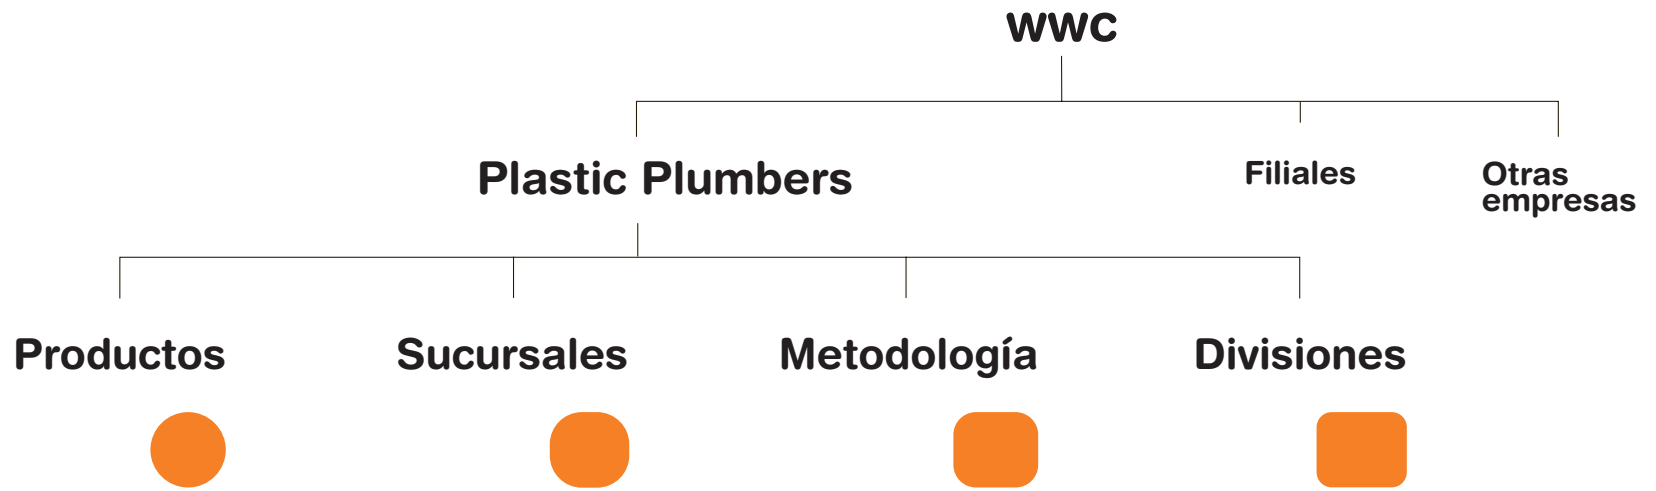 WWC
Plastic Plumbers
Filiales
Otras
empresas
Productos
Sucursales
Metodología
Divisiones